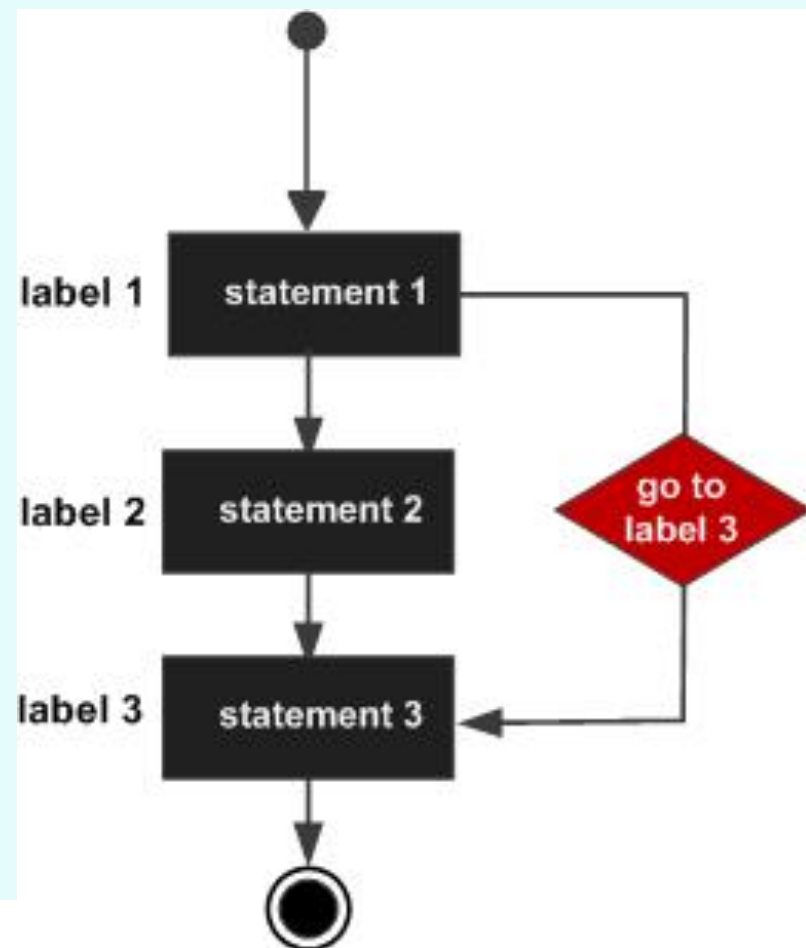 label 1
statement 1
label 2
statement 2
go to
label 3
label 3
statement 3